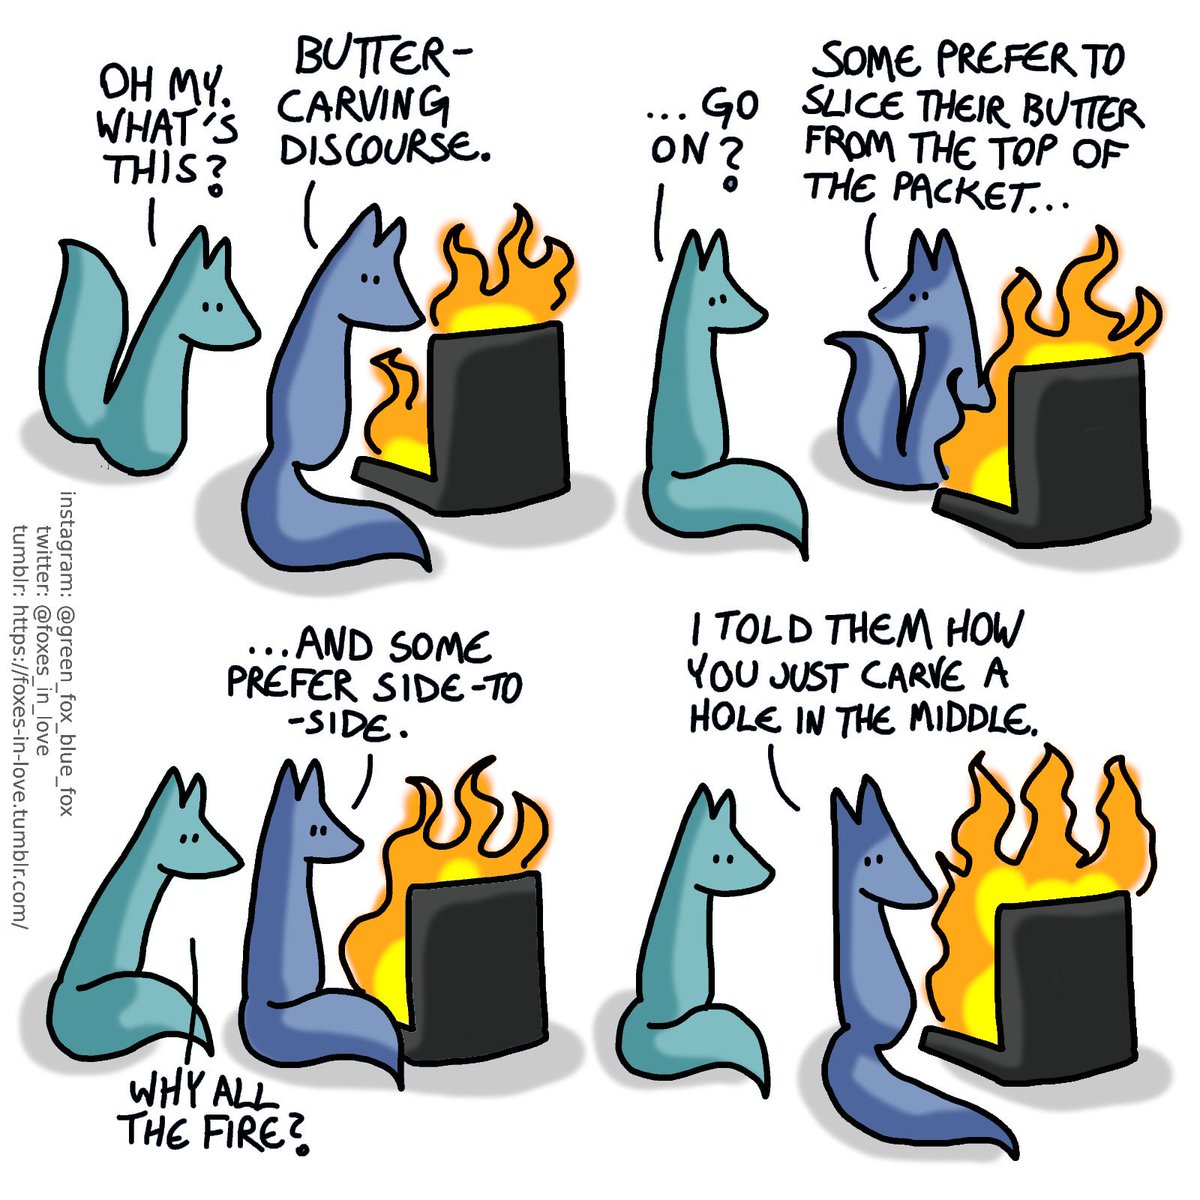 OH MY.
WHAT'S
THIS?
BUTTER-
CARVING
DISCOURSE.
...GO
ON?
SOME PREFER TO
SLICE THEIR BUTTER
FROM THE TOP OF
THE PACKET...
...AND SOME
PREFER SIDE-TO
-SIDE.
WHY ALL
THE FIRE?
I TOLD THEM HOW
YOU JUST CARVE A
HOLE IN THE MIDDLE.
instagram: @green_fox_blue_fox
twitter: @foxes_in_love
tumblr: https://foxes-in-love.tumblr.com/